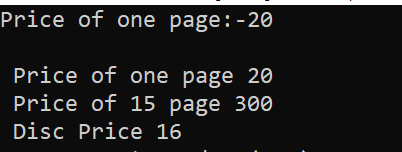 Price of one page:-20
Price of one page 20
Price of 15 page 300
Disc Price 16